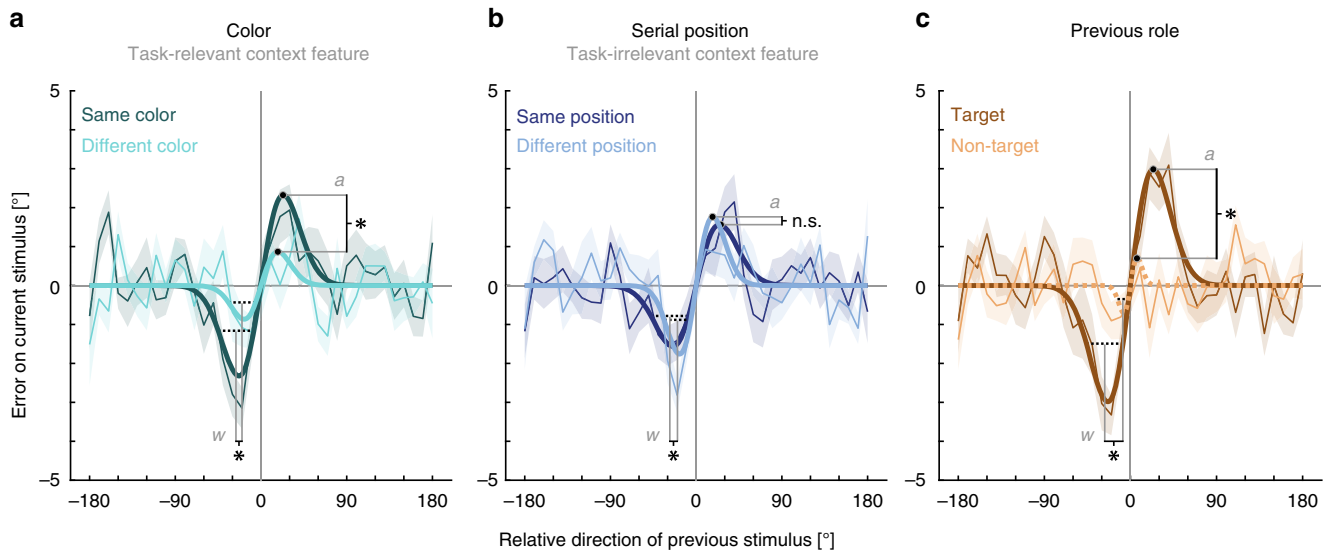 a
Color
Task-relevant context feature
b
Serial position
Task-irrelevant context feature
c
Previous role
Error on current stimulus [°]
5
0
−5
Same color
Different color
a
*
w
*
−180
−90
0
90
180
5
0
−5
Same position
Different position
a
n.s.
w
*
−180
−90
0
90
180
5
0
−5
Target
Non-target
a
*
w
*
−180
−90
0
90
180
Relative direction of previous stimulus [°]